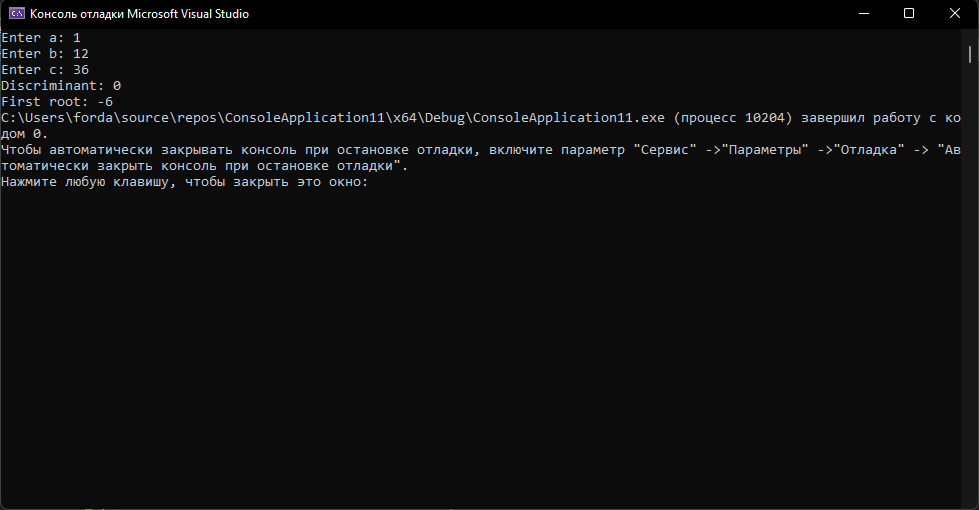 Консоль отладки Microsoft Visual Studio
Enter a: 1
Enter b: 12
Enter c: 36
Discriminant: 0
First root: -6
C:\Users\forda\source\repos\ConsoleApplication11\x64\Debug\ConsoleApplication11.exe (процесс 10204) завершил работу с ко
дом 0.
Чтобы автоматически закрывать консоль при остановке отладки, включите параметр "Сервис" ->"Параметры" ->"Отладка" -> "Ав
томатически закрыть консоль при остановке отладки".
Нажмите любую клавишу, чтобы закрыть это окно: